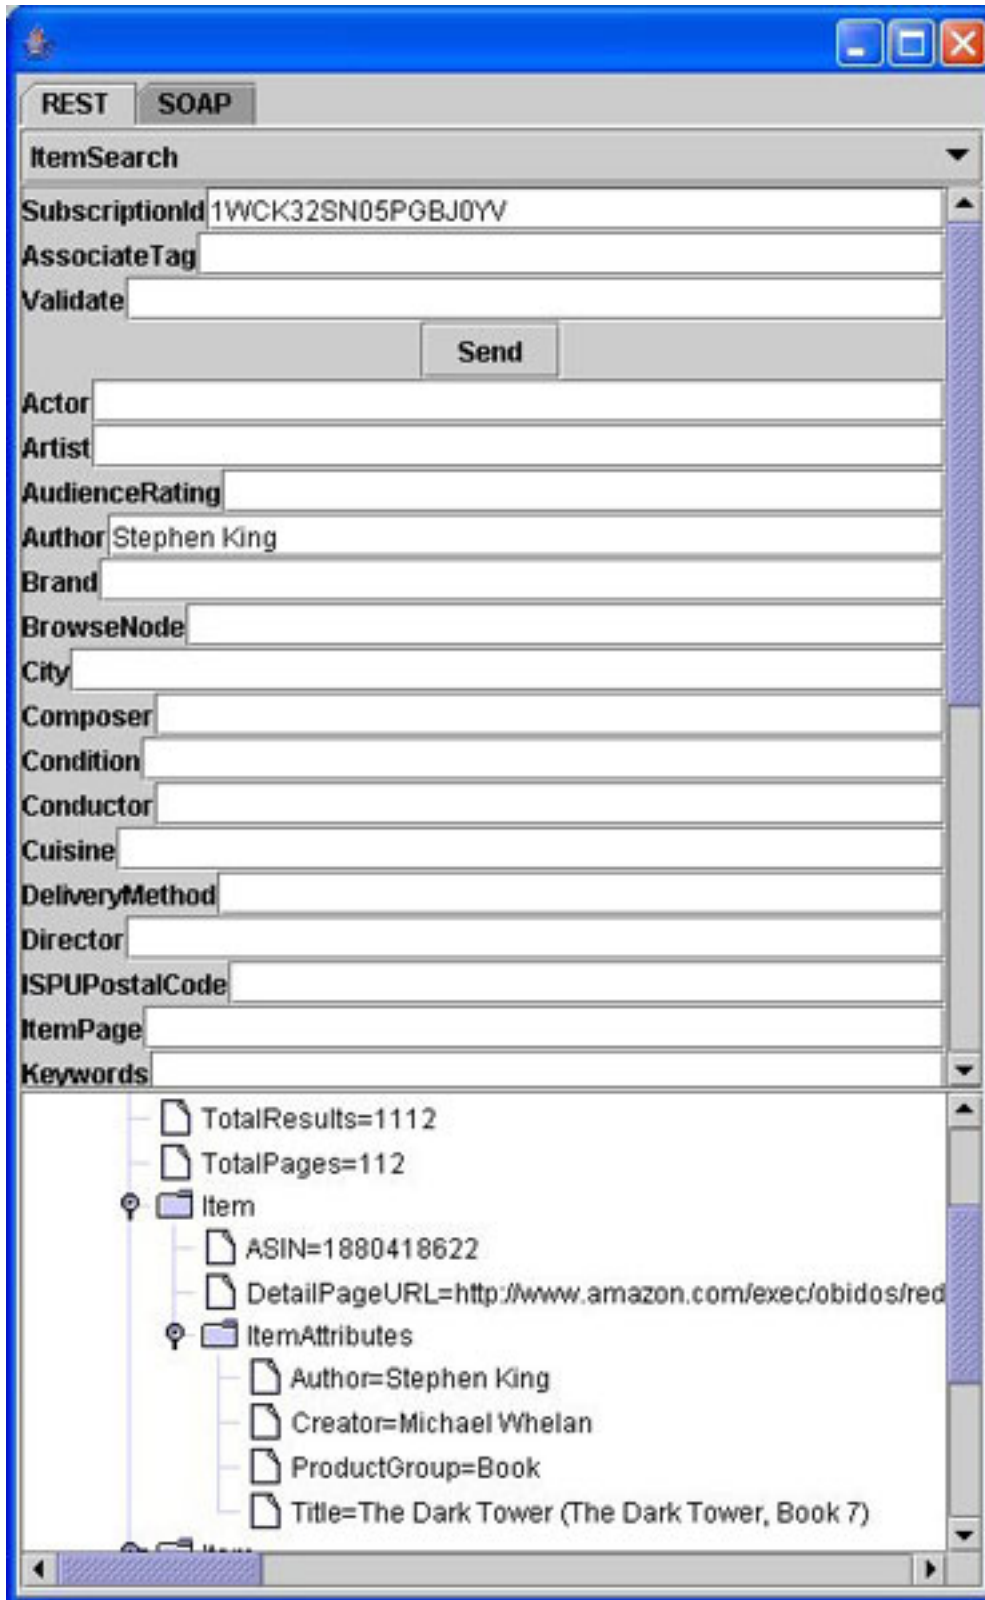 REST SOAP
ItemSearch
SubscriptionId 1WCK32SN05PGBJ0YV
AssociateTag
Validate
Send
Actor
Artist
AudienceRating
Author Stephen King
Brand
BrowseNode
City
Composer
Condition
Conductor
Cuisine
DeliveryMethod
Director
ISPUPostalCode
ItemPage
Keywords
TotalResults=1112
TotalPages=112
Item
ASIN=1880418622
DetailPageURL=http://www.amazon.com/exec/obidos/red
ItemAttributes
Author=Stephen King
Creator=Michael Whelan
ProductGroup=Book
Title=The Dark Tower (The Dark Tower, Book 7)
Item